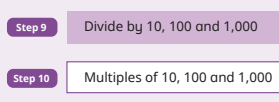 Step 9 Divide by 10, 100 and 1,000
Step 10 Multiples of 10, 100 and 1,000